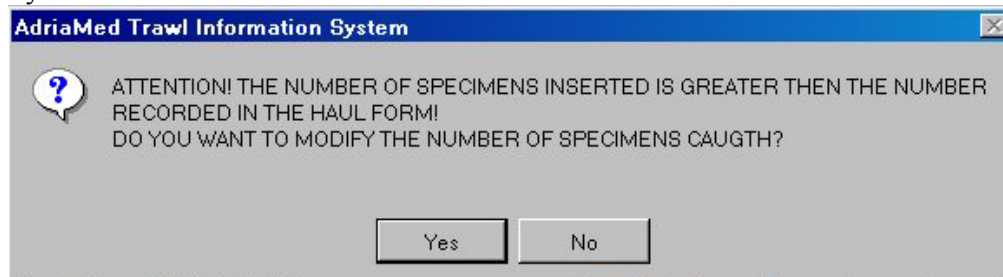 AdriaMed Trawl Information System
ATTENTION! THE NUMBER OF SPECIMENS INSERTED IS GREATER THEN THE NUMBER
RECORDED IN THE HAUL FORM!
DO YOU WANT TO MODIFY THE NUMBER OF SPECIMENS CAUGTH?
Yes No